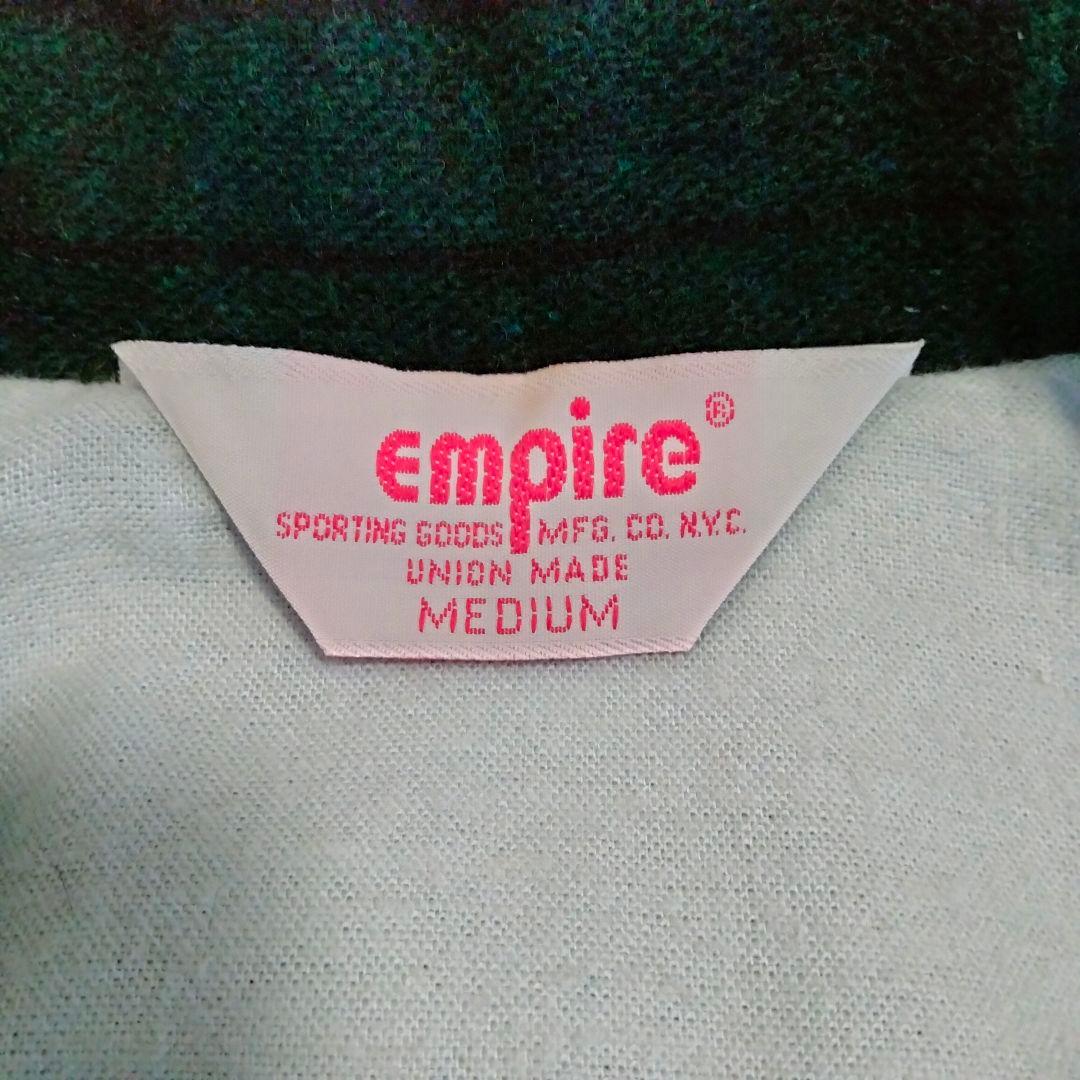 empire®
SPORTING GOODS MFG. CO. N.Y.C.
UNION MADE
MEDIUM